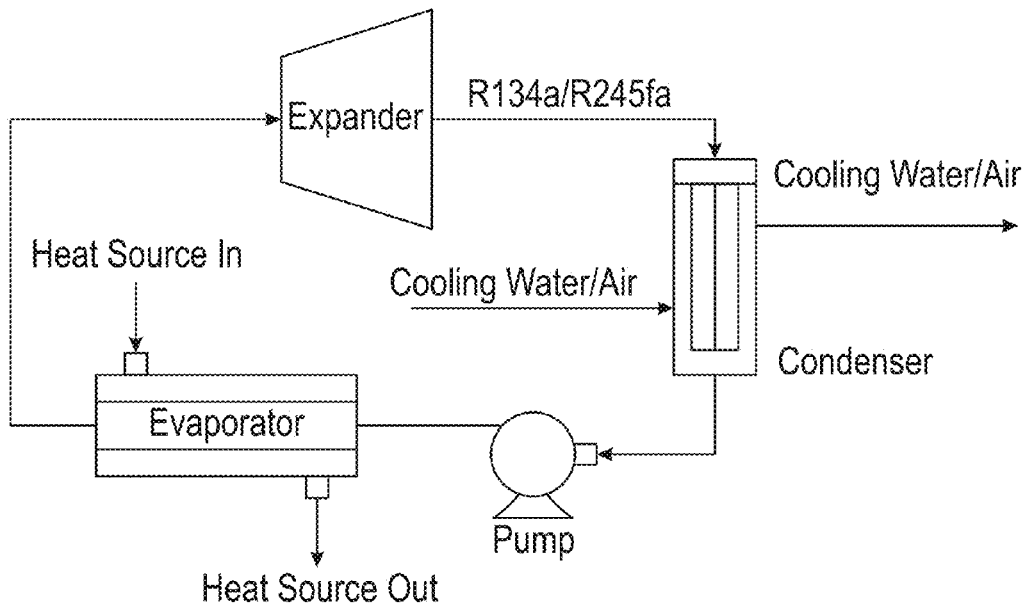 R134a/R245fa
Expander
Cooling Water/Air
Heat Source In
Cooling Water/Air
Condenser
Evaporator
Pump
Heat Source Out